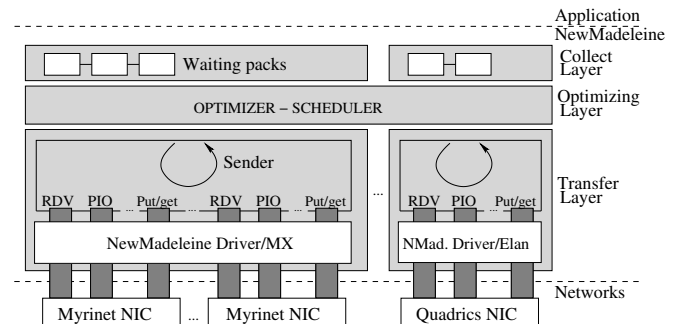 Application
NewMadeleine
Waiting packs
Collect
Layer
OPTIMIZER – SCHEDULER
Optimizing
Layer
Sender
...
Transfer
Layer
RDV PIO ... Put/get ... RDV PIO ... Put/get
RDV PIO ... Put/get
NewMadeleine Driver/MX
NMad. Driver/Elan
Networks
Myrinet NIC ... Myrinet NIC
Quadrics NIC